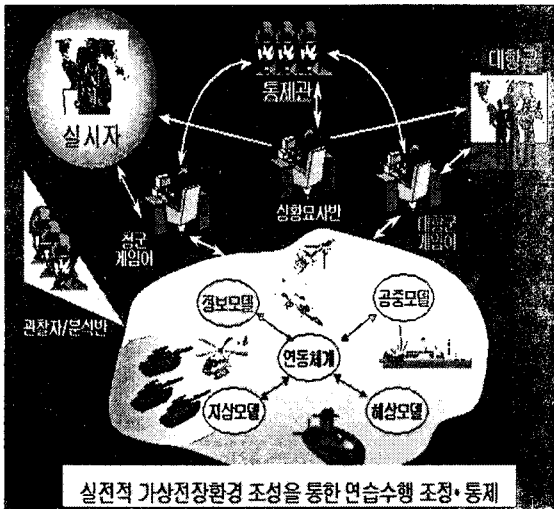 통제관
대항군
실시자
상황묘사반
청군
게임어
대항군
게임어
관찰자/분석반
정보모델
공중모델
연동체계
지상모델
해상모델
실전적 가상전장환경 조성을 통한 연습수행 조정•통제